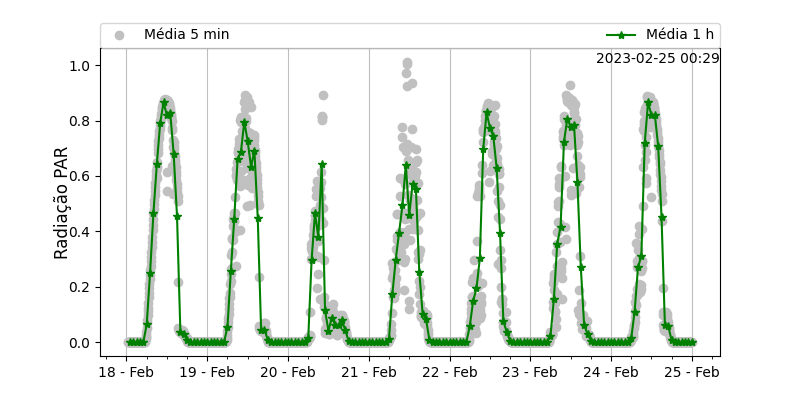 Média 5 min
Média 1 h
2023-02-25 00:29
Radiação PAR
1.0
0.8
0.6
0.4
0.2
0.0
18 - Feb
19 - Feb
20 - Feb
21 - Feb
22 - Feb
23 - Feb
24 - Feb
25 - Feb